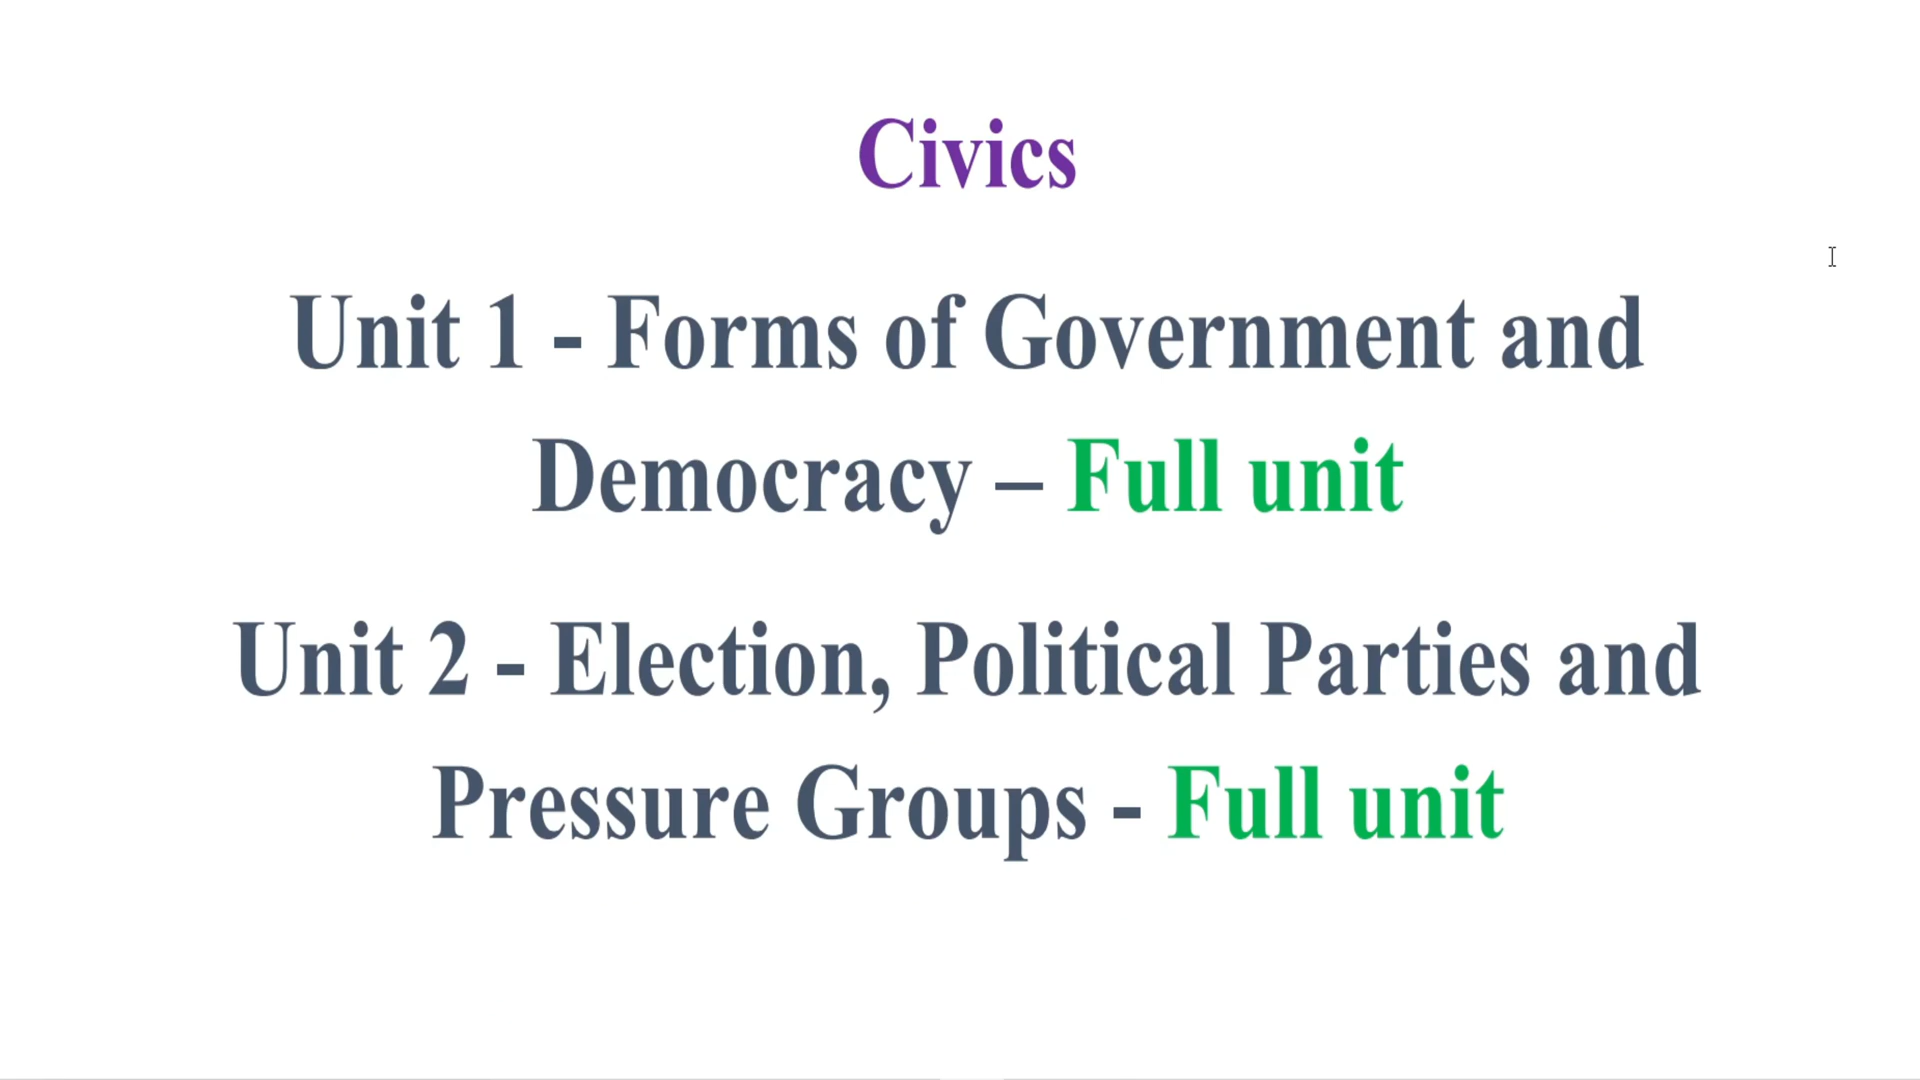 Civics
Unit 1 - Forms of Government and
Democracy – Full unit
Unit 2 - Election, Political Parties and
Pressure Groups - Full unit